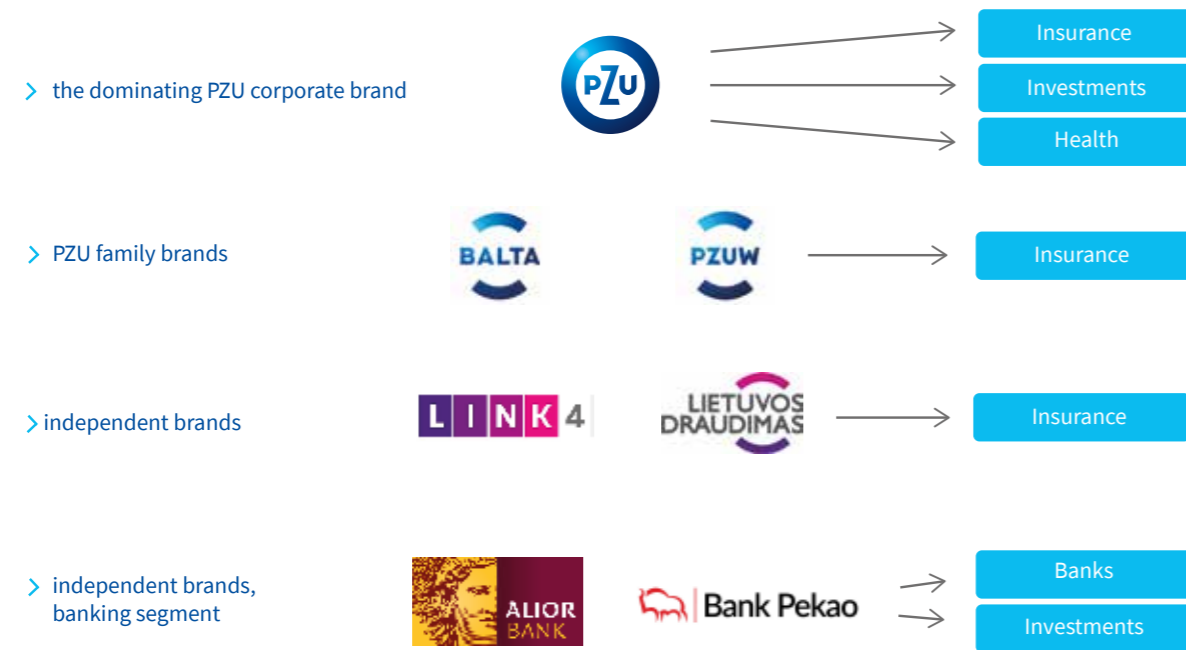 Insurance
> the dominating PZU corporate brand
PZU
Investments
Health
> PZU family brands
BALTA
PZUW
Insurance
> independent brands
LINK4
LIETUVOS
DRAUDIMAS
Insurance
> independent brands,
banking segment
ALIOR
BANK
Bank Pekao
Banks
Investments